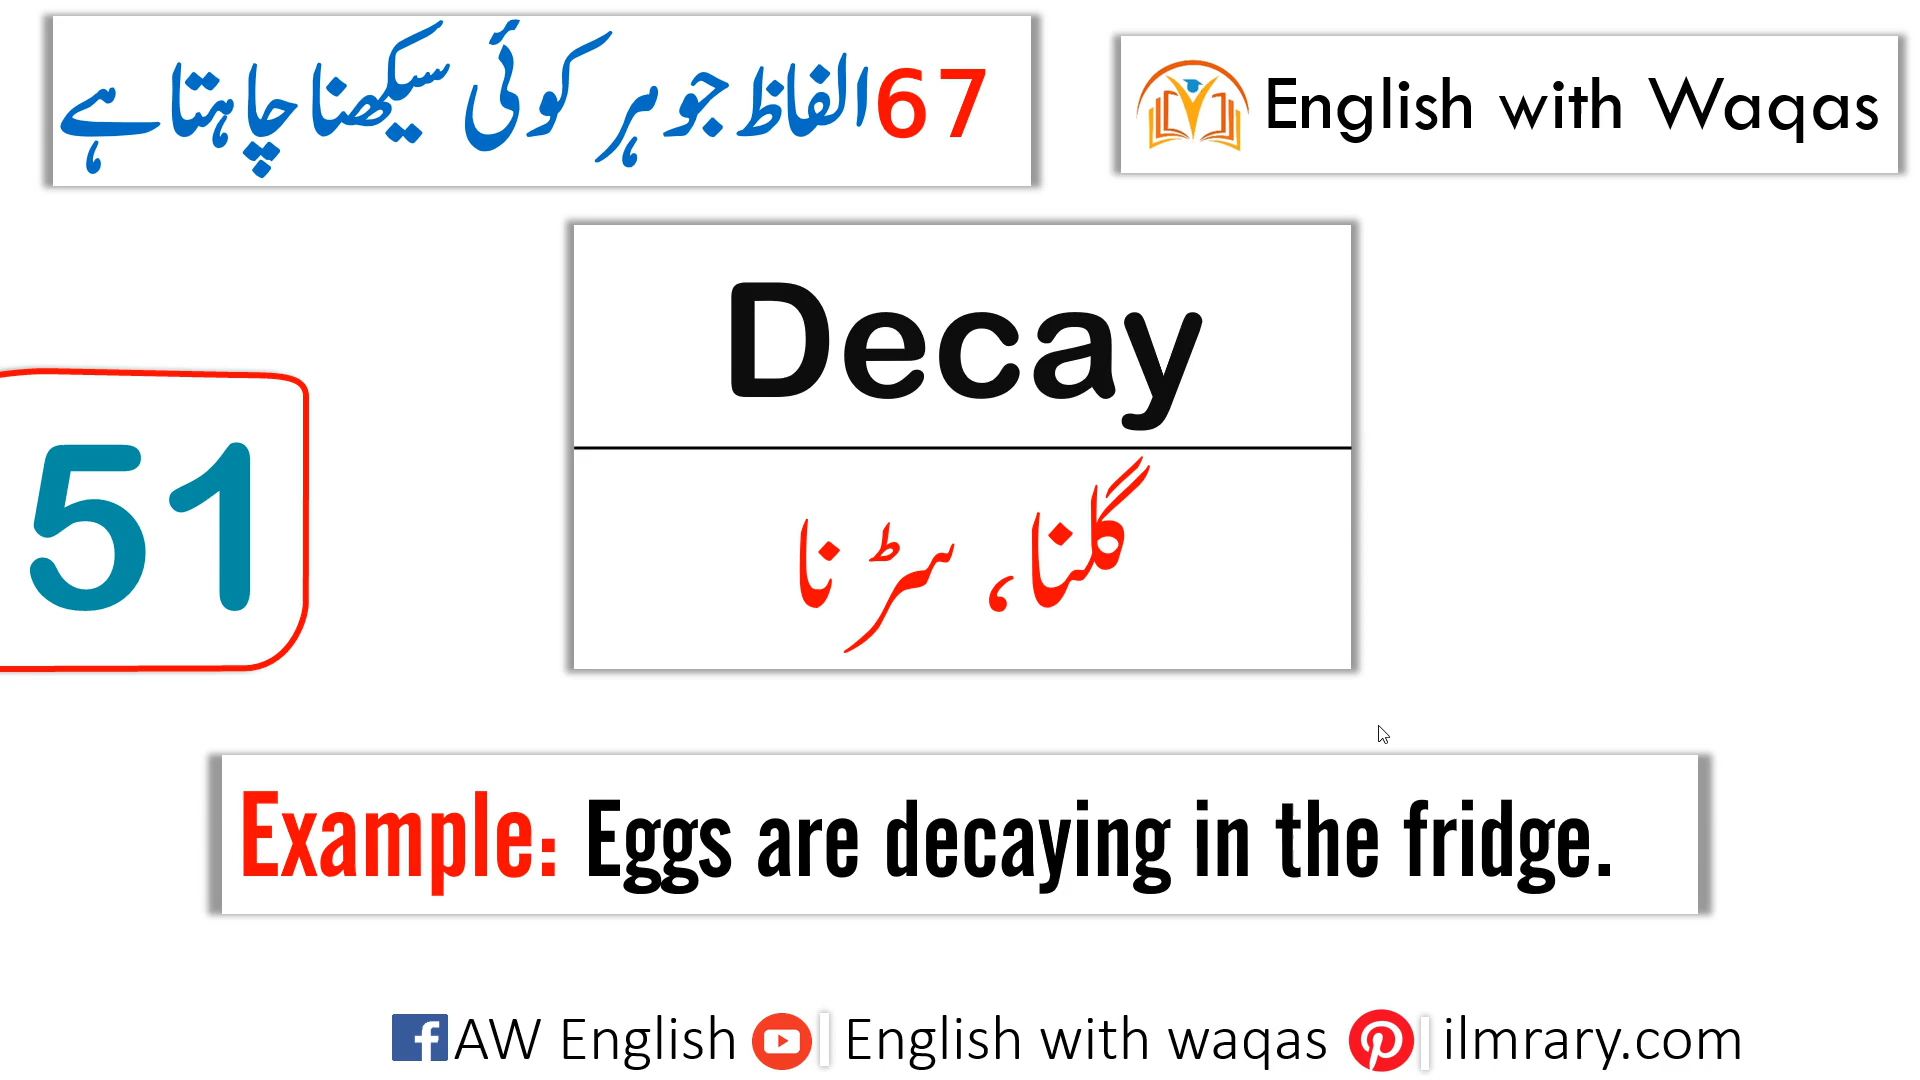 67 الفاظ جو ہر کوئی سیکھنا چاہتا ہے
English with Waqas
Decay
گلنا، سڑنا
51
Example: Eggs are decaying in the fridge.
AW English | English with waqas | ilmrary.com